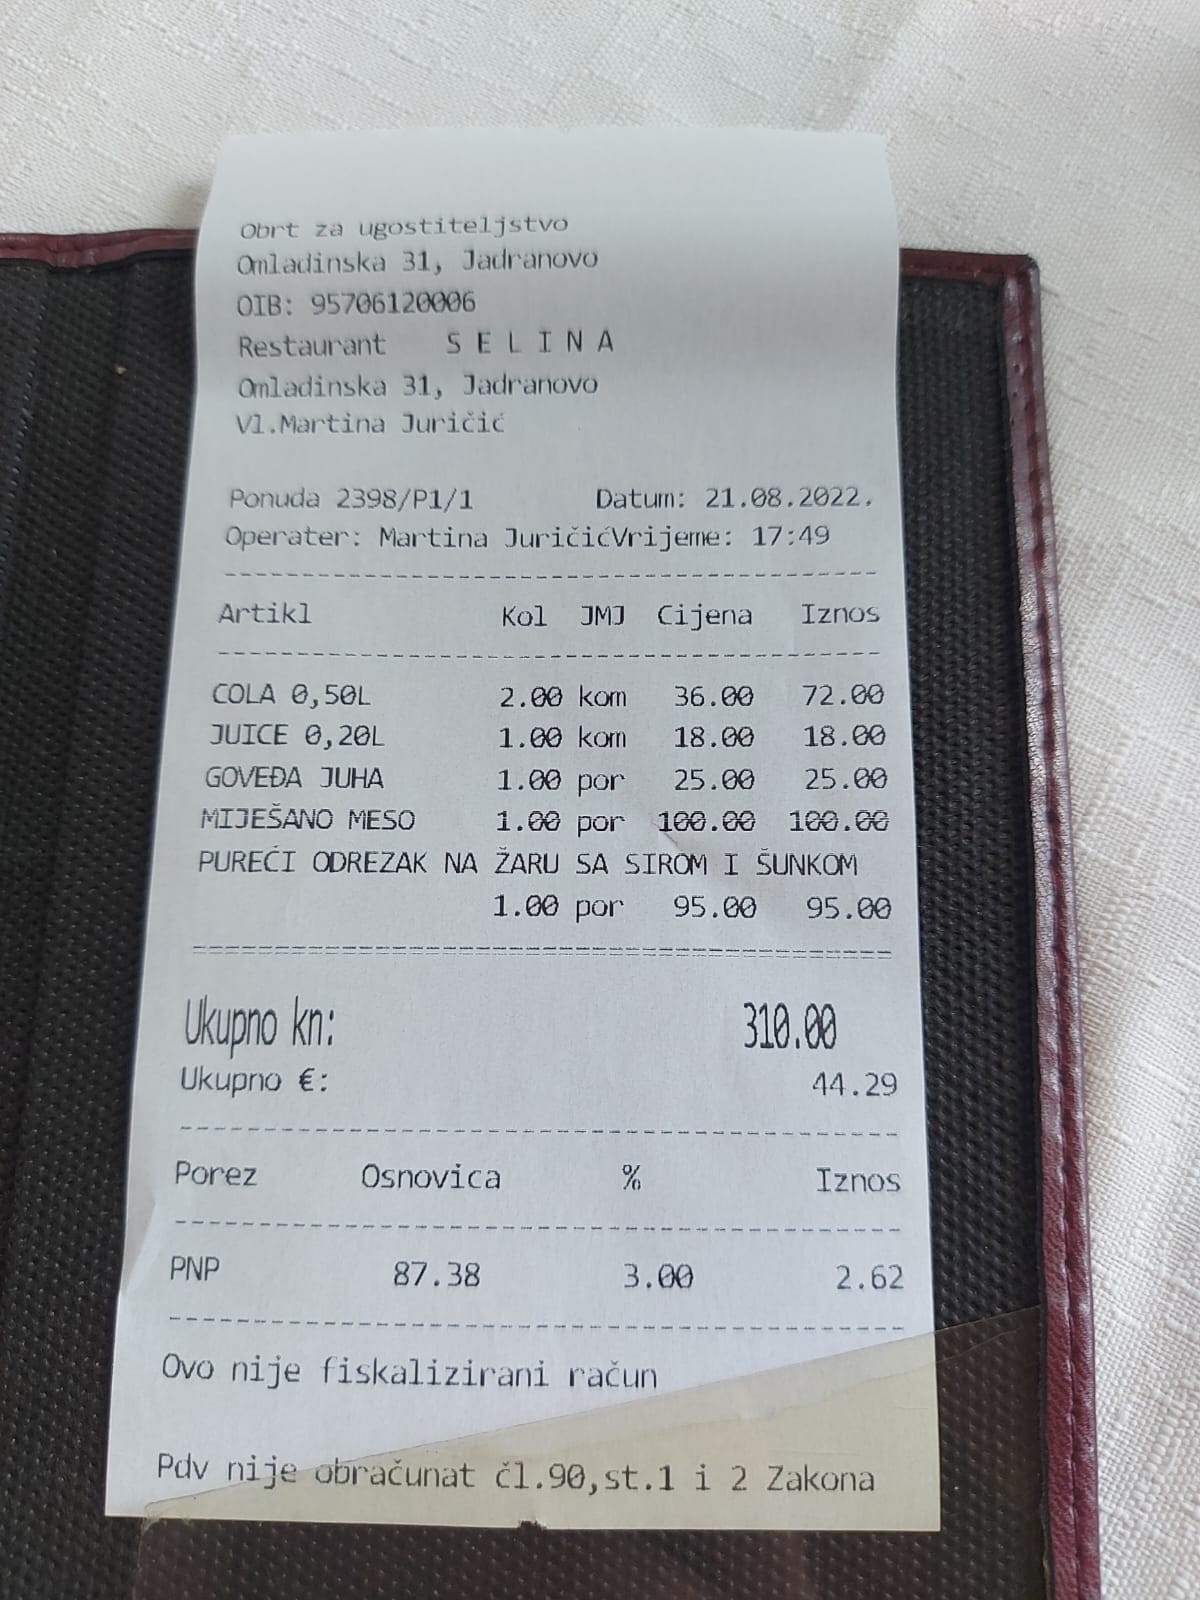 Obrt za ugostiteljstvo
Omladinska 31, Jadranovo
OIB: 95706120006
Restaurant S E L I N A
Omladinska 31, Jadranovo
Vl.Martina Juričić
Ponuda 2398/P1/1 Datum: 21.08.2022.
Operater: Martina JuričićVrijeme: 17:49
Artikl Kol JMJ Cijena Iznos
COLA 0,50L 2.00 kom 36.00 72.00
JUICE 0,20L 1.00 kom 18.00 18.00
GOVEĐA JUHA 1.00 por 25.00 25.00
MIJEŠANO MESO 1.00 por 100.00 100.00
PUREĆI ODREZAK NA ŽARU SA SIROM I ŠUNKOM
1.00 por 95.00 95.00
Ukupno kn: 310.00
Ukupno €: 44.29
Porez Osnovica % Iznos
PNP 87.38 3.00 2.62
Ovo nije fiskalizirani račun
Pdv nije obračunat čl.90,st.1 i 2 Zakona